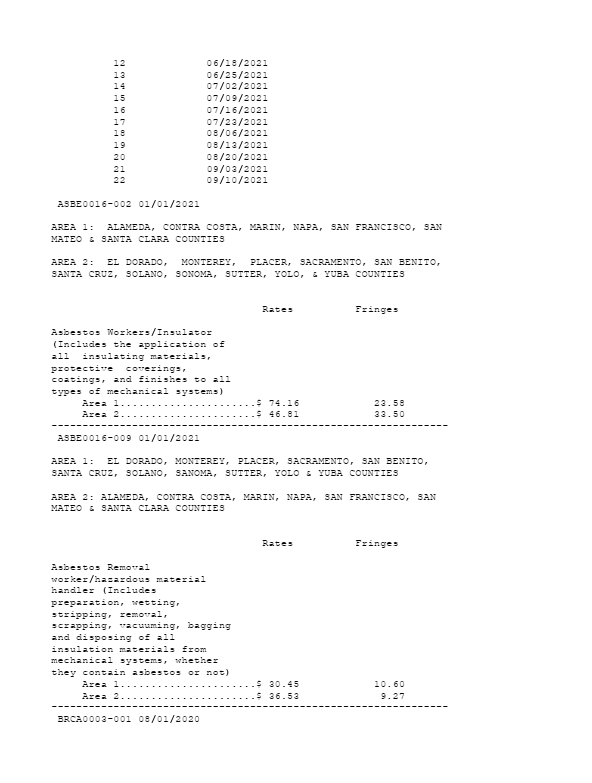 12 06/18/2021
13 06/25/2021
14 07/02/2021
15 07/09/2021
16 07/16/2021
17 07/23/2021
18 08/06/2021
19 08/13/2021
20 08/20/2021
21 09/03/2021
22 09/10/2021
ASBE0016-002 01/01/2021
AREA 1:  ALAMEDA, CONTRA COSTA, MARIN, NAPA, SAN FRANCISCO, SAN
MATEO & SANTA CLARA COUNTIES
AREA 2:  EL DORADO,  MONTEREY,  PLACER, SACRAMENTO, SAN BENITO,
SANTA CRUZ, SOLANO, SONOMA, SUTTER, YOLO, & YUBA COUNTIES
Rates Fringes
Asbestos Workers/Insulator
(Includes the application of
all  insulating materials,
protective  coverings,
coatings, and finishes to all
types of mechanical systems)
Area 1......................$ 74.16 23.58
Area 2......................$ 46.81 33.50
----------------------------------------------------------------
ASBE0016-009 01/01/2021
AREA 1:  EL DORADO, MONTEREY, PLACER, SACRAMENTO, SAN BENITO,
SANTA CRUZ, SOLANO, SANOMA, SUTTER, YOLO & YUBA COUNTIES
AREA 2: ALAMEDA, CONTRA COSTA, MARIN, NAPA, SAN FRANCISCO, SAN
MATEO & SANTA CLARA COUNTIES
Rates Fringes
Asbestos Removal
worker/hazardous material
handler (Includes
preparation, wetting,
stripping, removal,
scrapping, vacuuming, bagging
and disposing of all
insulation materials from
mechanical systems, whether
they contain asbestos or not)
Area 1......................$ 30.45 10.60
Area 2......................$ 36.53 9.27
----------------------------------------------------------------
BRCA0003-001 08/01/2020